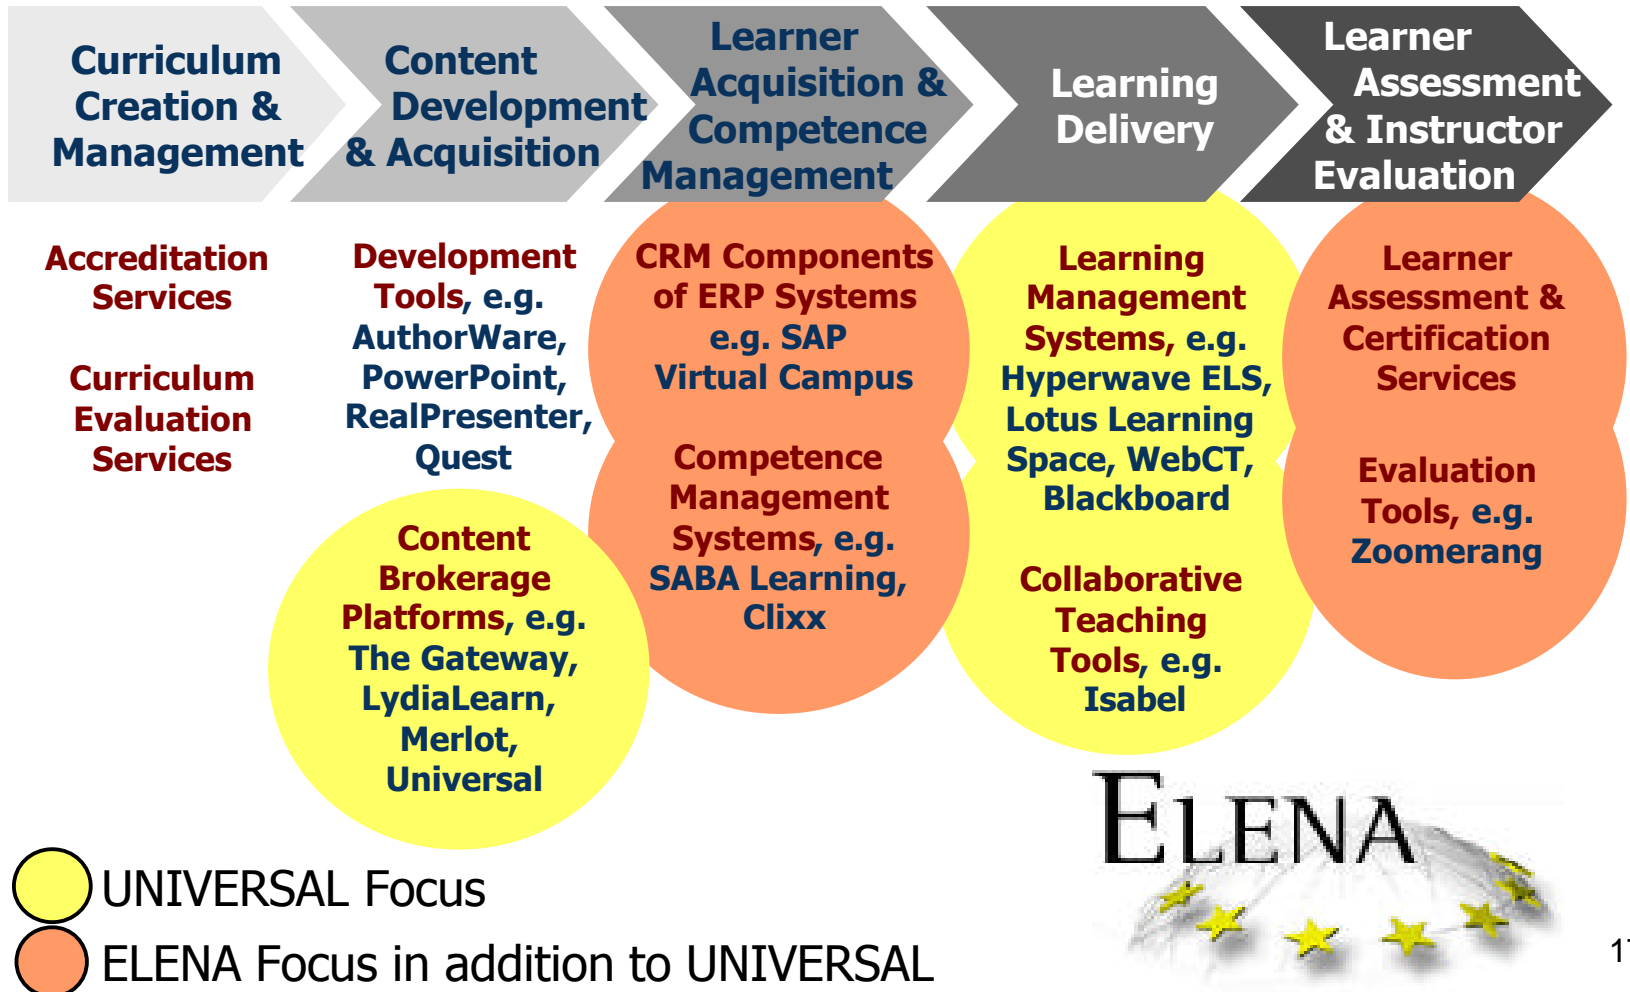 Curriculum
Creation &
Management
Content
Development
& Acquisition
Learner
Acquisition &
Competence
Management
Learning
Delivery
Learner
Assessment
& Instructor
Evaluation
Accreditation
Services
Curriculum
Evaluation
Services
Development
Tools, e.g.
AuthorWare,
PowerPoint,
RealPresenter,
Quest
Content
Brokerage
Platforms, e.g.
The Gateway,
LydiaLearn,
Merlot,
Universal
CRM Components
of ERP Systems
e.g. SAP
Virtual Campus
Competence
Management
Systems, e.g.
SABA Learning,
Clixx
Learning
Management
Systems, e.g.
Hyperwave ELS,
Lotus Learning
Space, WebCT,
Blackboard
Collaborative
Teaching
Tools, e.g.
Isabel
Learner
Assessment &
Certification
Services
Evaluation
Tools, e.g.
Zoomerang
ELENA
UNIVERSAL Focus
ELENA Focus in addition to UNIVERSAL